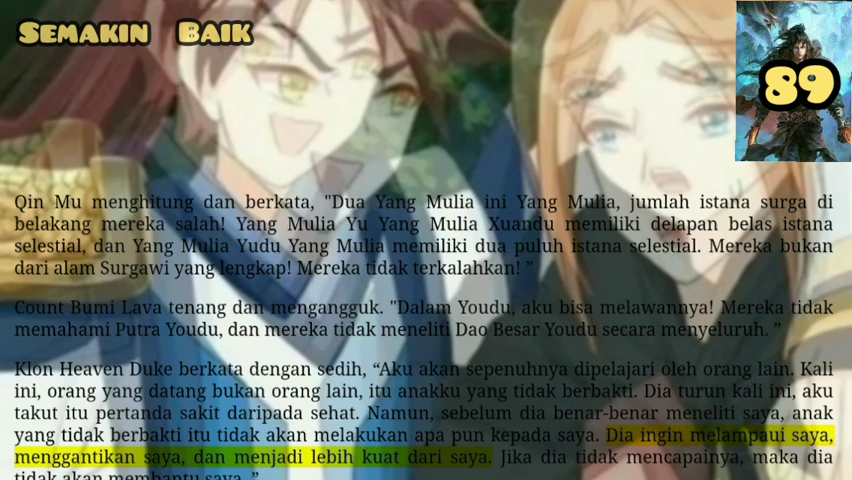 Semakin Baik
89
Qin Mu menghitung dan berkata, "Dua Yang Mulia ini Yang Mulia, jumlah istana surga di
belakang mereka salah! Yang Mulia Yu Yang Mulia Xuandu memiliki delapan belas istana
selestial, dan Yang Mulia Yudu Yang Mulia memiliki dua puluh istana selestial. Mereka bukan
dari alam Surgawi yang lengkap! Mereka tidak terkalahkan! ”
Count Bumi Lava tenang dan mengangguk. "Dalam Youdu, aku bisa melawannya! Mereka tidak
memahami Putra Youdu, dan mereka tidak meneliti Dao Besar Youdu secara menyeluruh. ”
Klon Heaven Duke berkata dengan sedih, “Aku akan sepenuhnya dipelajari oleh orang lain. Kali
ini, orang yang datang bukan orang lain, itu anakku yang tidak berbakti. Dia turun kali ini, aku
takut itu pertanda sakit daripada sehat. Namun, sebelum dia benar-benar meneliti saya, anak
yang tidak berbakti itu tidak akan melakukan apa pun kepada saya. Dia ingin melampaui saya,
menggantikan saya, dan menjadi lebih kuat dari saya. Jika dia tidak mencapainya, maka dia
tidak akan membantu saya. ”